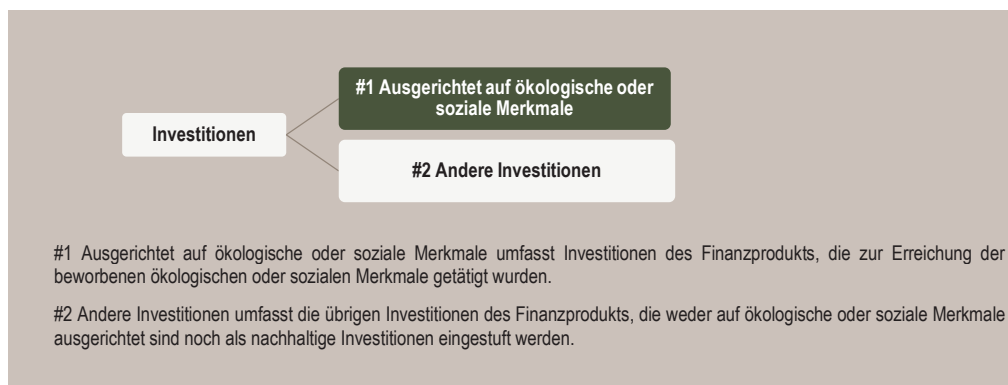 #1 Ausgerichtet auf ökologische oder
soziale Merkmale
Investitionen
#2 Andere Investitionen
#1 Ausgerichtet auf ökologische oder soziale Merkmale umfasst Investitionen des Finanzprodukts, die zur Erreichung der
beworbenen ökologischen oder sozialen Merkmale getätigt wurden.
#2 Andere Investitionen umfasst die übrigen Investitionen des Finanzprodukts, die weder auf ökologische oder soziale Merkmale
ausgerichtet sind noch als nachhaltige Investitionen eingestuft werden.